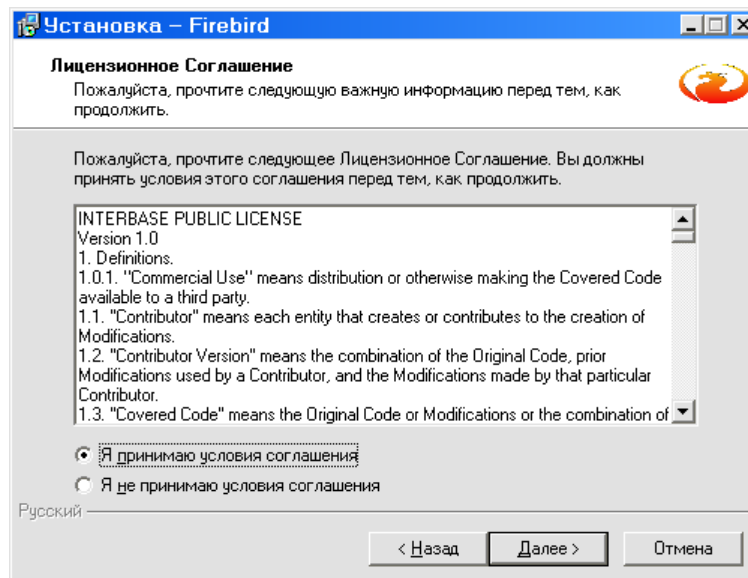 Установка – Firebird
Лицензионное Соглашение
Пожалуйста, прочтите следующую важную информацию перед тем, как
продолжить.
Пожалуйста, прочтите следующее Лицензионное Соглашение. Вы должны
принять условия этого соглашения перед тем, как продолжить.
INTERBASE PUBLIC LICENSE
Version 1.0
1. Definitions.
1.0.1. "Commercial Use" means distribution or otherwise making the Covered Code
available to a third party.
1.1. "Contributor" means each entity that creates or contributes to the creation of
Modifications.
1.2. "Contributor Version" means the combination of the Original Code, prior
Modifications used by a Contributor, and the Modifications made by that particular
Contributor.
1.3. "Covered Code" means the Original Code or Modifications or the combination of
Я принимаю условия соглашения
Я не принимаю условия соглашения
Русский
< Назад
Далее >
Отмена